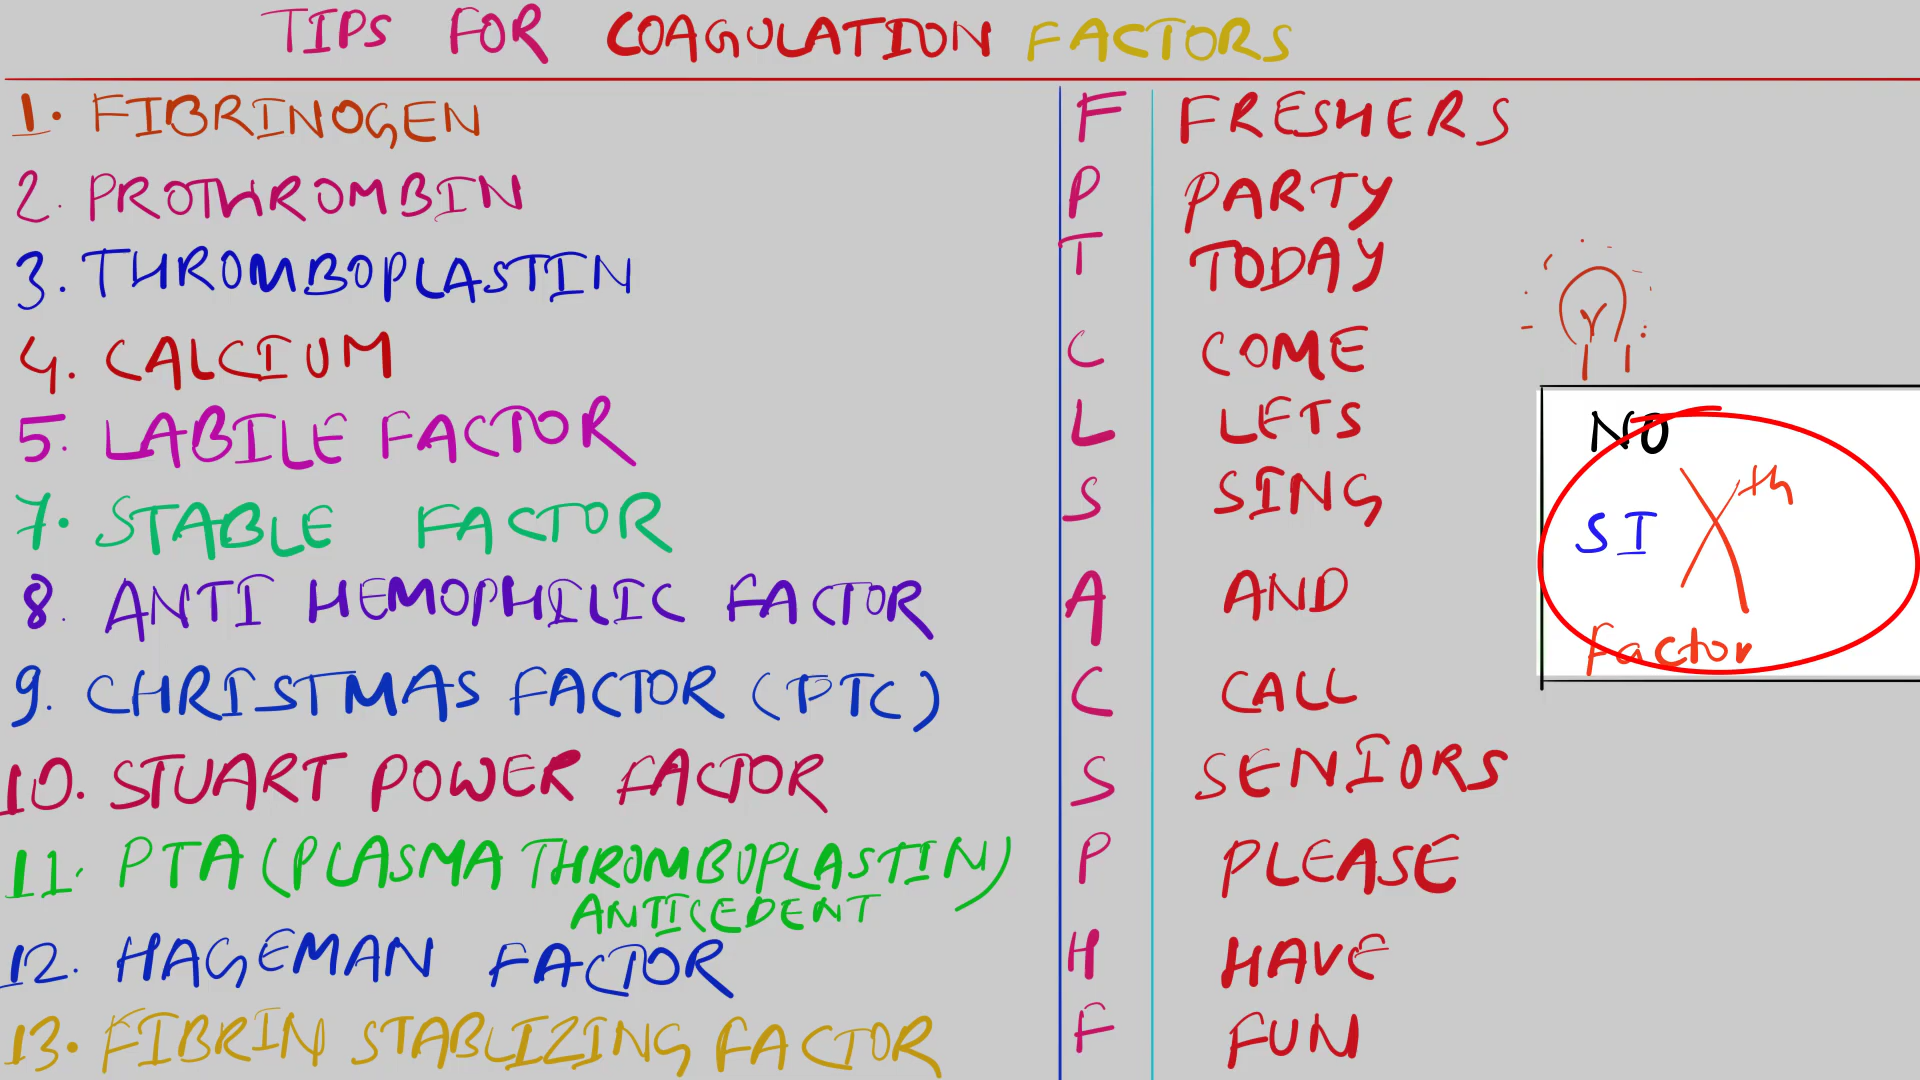 TIPS FOR COAGULATION FACTORS
1. FIBRINOGEN F FRESHERS
2. PROTHROMBIN P PARTY
3. THROMBOPLASTIN T TODAY
4. CALCIUM C COME
5. LABILE FACTOR L LETS
7. STABLE FACTOR S SING
8. ANTI HEMOPHILIC FACTOR A AND
9. CHRISTMAS FACTOR (PTC) C CALL
10. STUART POWER FACTOR S SENIORS
11. PTA (PLASMA THROMBOPLASTIN) P PLEASE
ANTICEDENT
12. HAGEMAN FACTOR H HAVE
13. FIBRIN STABLIZING FACTOR F FUN
NO
SI Xth
Factor